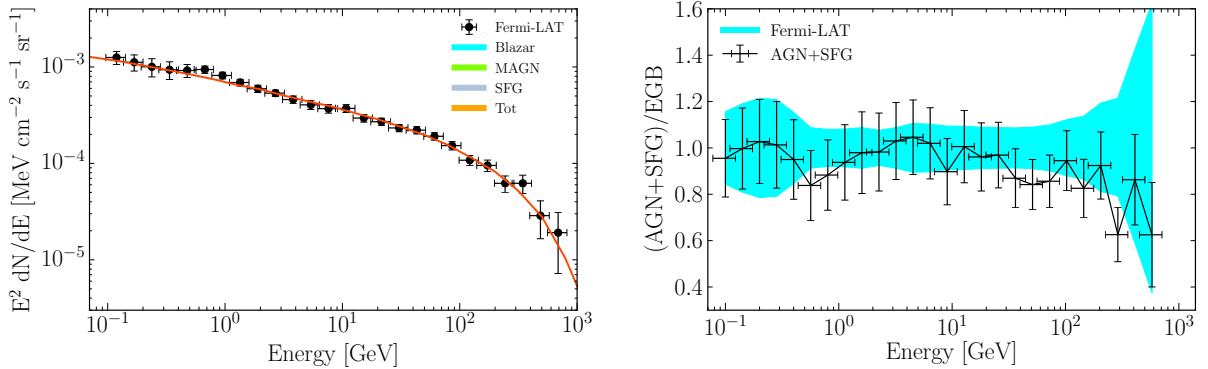 10⁻³
10⁻⁴
10⁻⁵
E² dN/dE [MeV cm⁻² s⁻¹ sr⁻¹]
Fermi-LAT
Blazar
MAGN
SFG
Tot
10⁻¹ 10⁰ 10¹ 10² 10³
Energy [GeV]
1.6
1.4
1.2
1.0
0.8
0.6
0.4
(AGN+SFG)/EGB
Fermi-LAT
AGN+SFG
10⁻¹ 10⁰ 10¹ 10² 10³
Energy [GeV]